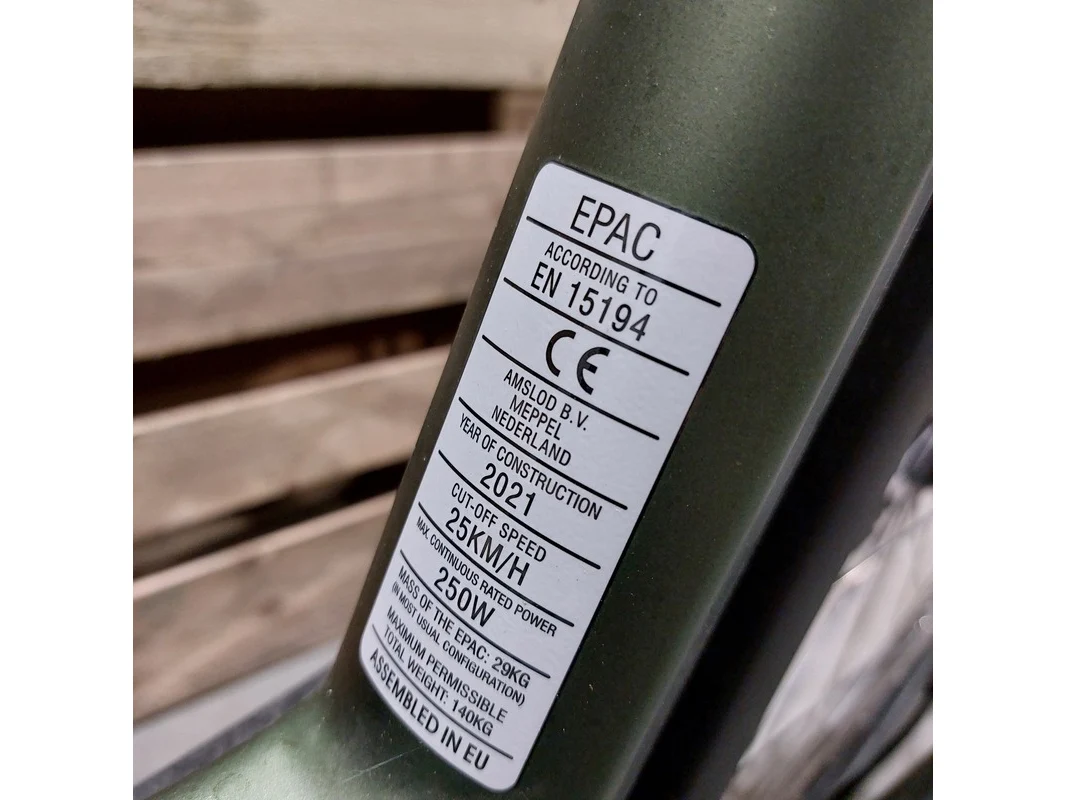 EPAC
ACCORDING TO
EN 15194
CE
AMSLOD B.V.
MEPPEL
NEDERLAND
YEAR OF CONSTRUCTION
2021
CUT-OFF SPEED
25KM/H
MAX. CONTINUOUS RATED POWER
250W
MASS OF THE EPAC: 29KG
(IN MOST USUAL CONFIGURATION)
MAXIMUM PERMISSIBLE
TOTAL WEIGHT: 140KG
ASSEMBLED IN EU